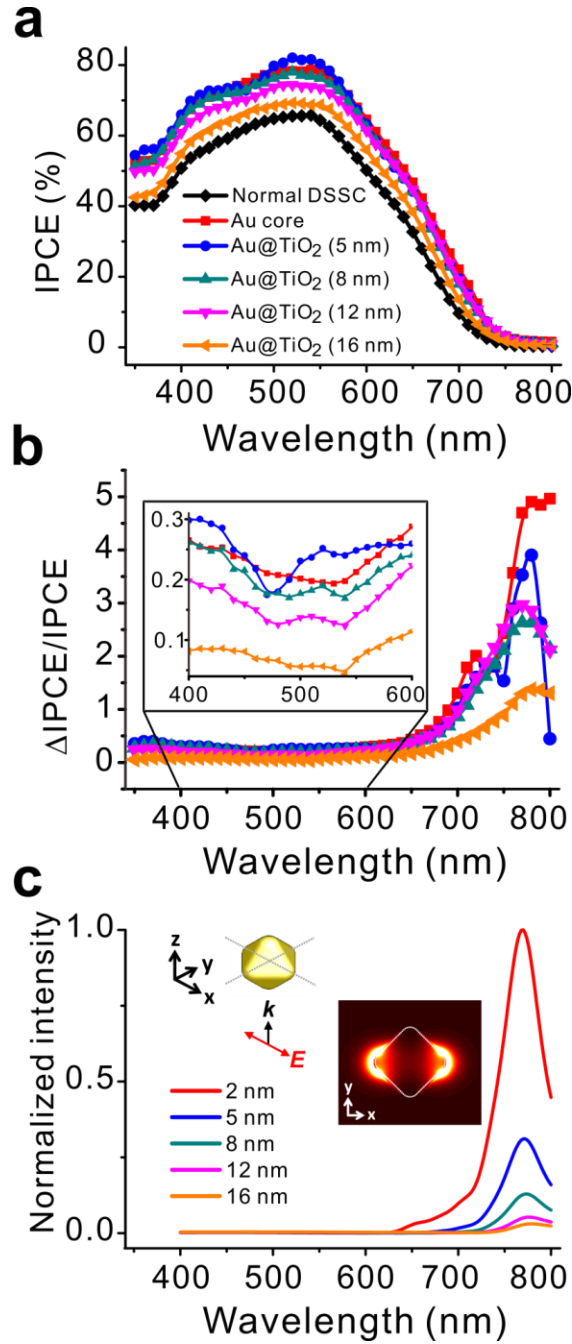 a
80
60
40
20
0
IPCE (%)
Normal DSSC
Au core
Au@TiO₂ (5 nm)
Au@TiO₂ (8 nm)
Au@TiO₂ (12 nm)
Au@TiO₂ (16 nm)
400 500 600 700 800
Wavelength (nm)
b
5
4
3
2
1
0
ΔIPCE/IPCE
0.3
0.2
0.1
400 500 600
400 500 600 700 800
Wavelength (nm)
c
1.0
0.5
0.0
Normalized intensity
z
y
x
k
E
y
x
2 nm
5 nm
8 nm
12 nm
16 nm
400 500 600 700 800
Wavelength (nm)